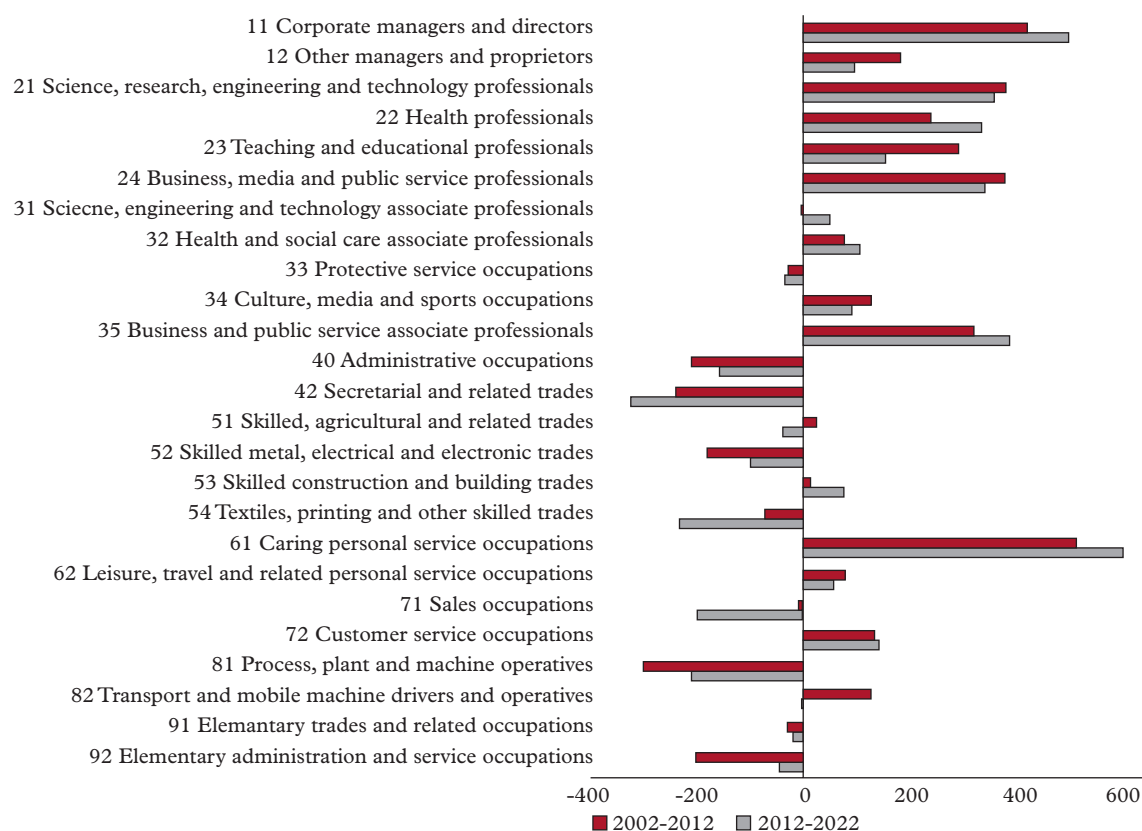 11 Corporate managers and directors
12 Other managers and proprietors
21 Science, research, engineering and technology professionals
22 Health professionals
23 Teaching and educational professionals
24 Business, media and public service professionals
31 Sciecne, engineering and technology associate professionals
32 Health and social care associate professionals
33 Protective service occupations
34 Culture, media and sports occupations
35 Business and public service associate professionals
40 Administrative occupations
42 Secretarial and related trades
51 Skilled, agricultural and related trades
52 Skilled metal, electrical and electronic trades
53 Skilled construction and building trades
54 Textiles, printing and other skilled trades
61 Caring personal service occupations
62 Leisure, travel and related personal service occupations
71 Sales occupations
72 Customer service occupations
81 Process, plant and machine operatives
82 Transport and mobile machine drivers and operatives
91 Elemantary trades and related occupations
92 Elementary administration and service occupations
-400 -200 0 200 400 600
2002-2012 2012-2022